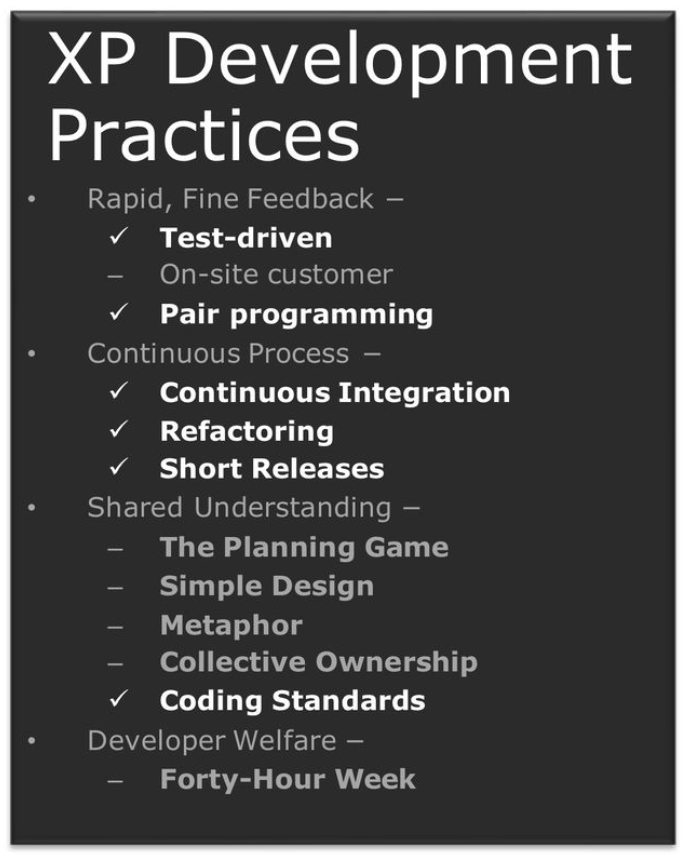 XP Development
Practices
• Rapid, Fine Feedback –
✓ Test-driven
– On-site customer
✓ Pair programming
• Continuous Process –
✓ Continuous Integration
✓ Refactoring
✓ Short Releases
• Shared Understanding –
– The Planning Game
– Simple Design
– Metaphor
– Collective Ownership
✓ Coding Standards
• Developer Welfare –
– Forty-Hour Week